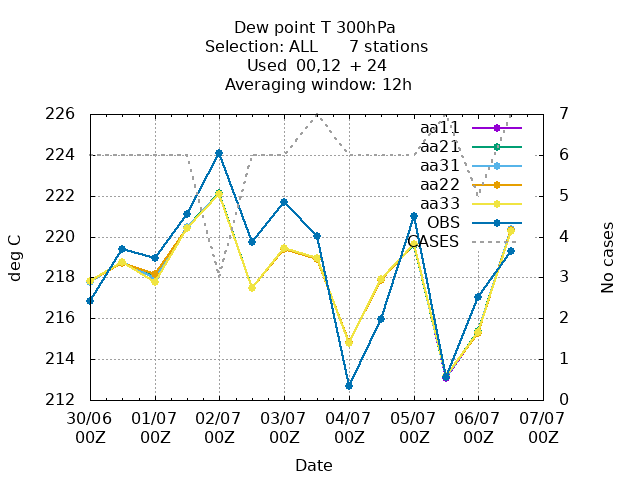 Dew point T 300hPa
Selection: ALL 7 stations
Used 00,12 + 24
Averaging window: 12h
226
224
222
220
218
216
214
212
deg C
7
6
5
4
3
2
1
0
No cases
aa11
aa21
aa31
aa22
aa33
OBS
CASES
30/06 01/07 02/07 03/07 04/07 05/07 06/07 07/07
00Z 00Z 00Z 00Z 00Z 00Z 00Z 00Z
Date